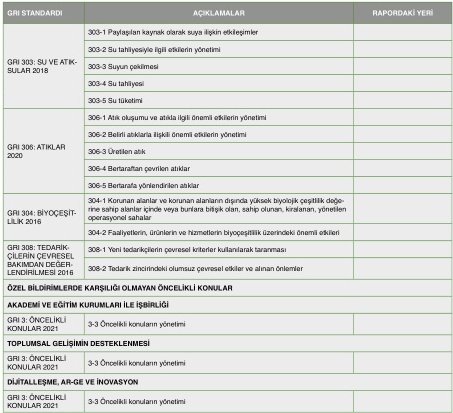 GRI STANDARDI AÇIKLAMALAR RAPORDAKİ YERİ
GRI 303: SU VE ATIK-
SULAR 2018
303-1 Paylaşılan kaynak olarak suya ilişkin etkileşimler
303-2 Su tahliyesiyle ilgili etkilerin yönetimi
303-3 Suyun çekilmesi
303-4 Su tahliyesi
303-5 Su tüketimi
GRI 306: ATIKLAR
2020
306-1 Atık oluşumu ve atıkla ilgili önemli etkilerin yönetimi
306-2 Belirli atıklarla ilişkili önemli etkilerin yönetimi
306-3 Üretilen atık
306-4 Bertaraftan çevrilen atıklar
306-5 Bertarafa yönlendirilen atıklar
GRI 304: BİYOÇEŞİT-
LİLİK 2016
304-1 Korunan alanlar ve korunan alanların dışında yüksek biyolojik çeşitlilik değe-
rine sahip alanlar içinde veya bunlara bitişik olan, sahip olunan, kiralanan, yönetilen
operasyonel sahalar
304-2 Faaliyetlerin, ürünlerin ve hizmetlerin biyoçeşitlilik üzerindeki önemli etkileri
GRI 308: TEDARİK-
ÇİLERİN ÇEVRESEL
BAKIMDAN DEĞER-
LENDİRİLMESİ 2016
308-1 Yeni tedarikçilerin çevresel kriterler kullanılarak taranması
308-2 Tedarik zincirindeki olumsuz çevresel etkiler ve alınan önlemler
ÖZEL BİLDİRİMLERDE KARŞILIĞI OLMAYAN ÖNCELİKLİ KONULAR
AKADEMİ VE EĞİTİM KURUMLARI İLE İŞBİRLİĞİ
GRI 3: ÖNCELİKLİ
KONULAR 2021
3-3 Öncelikli konuların yönetimi
TOPLUMSAL GELİŞİMİN DESTEKLENMESİ
GRI 3: ÖNCELİKLİ
KONULAR 2021
3-3 Öncelikli konuların yönetimi
DİJİTALLEŞME, AR-GE VE İNOVASYON
GRI 3: ÖNCELİKLİ
KONULAR 2021
3-3 Öncelikli konuların yönetimi